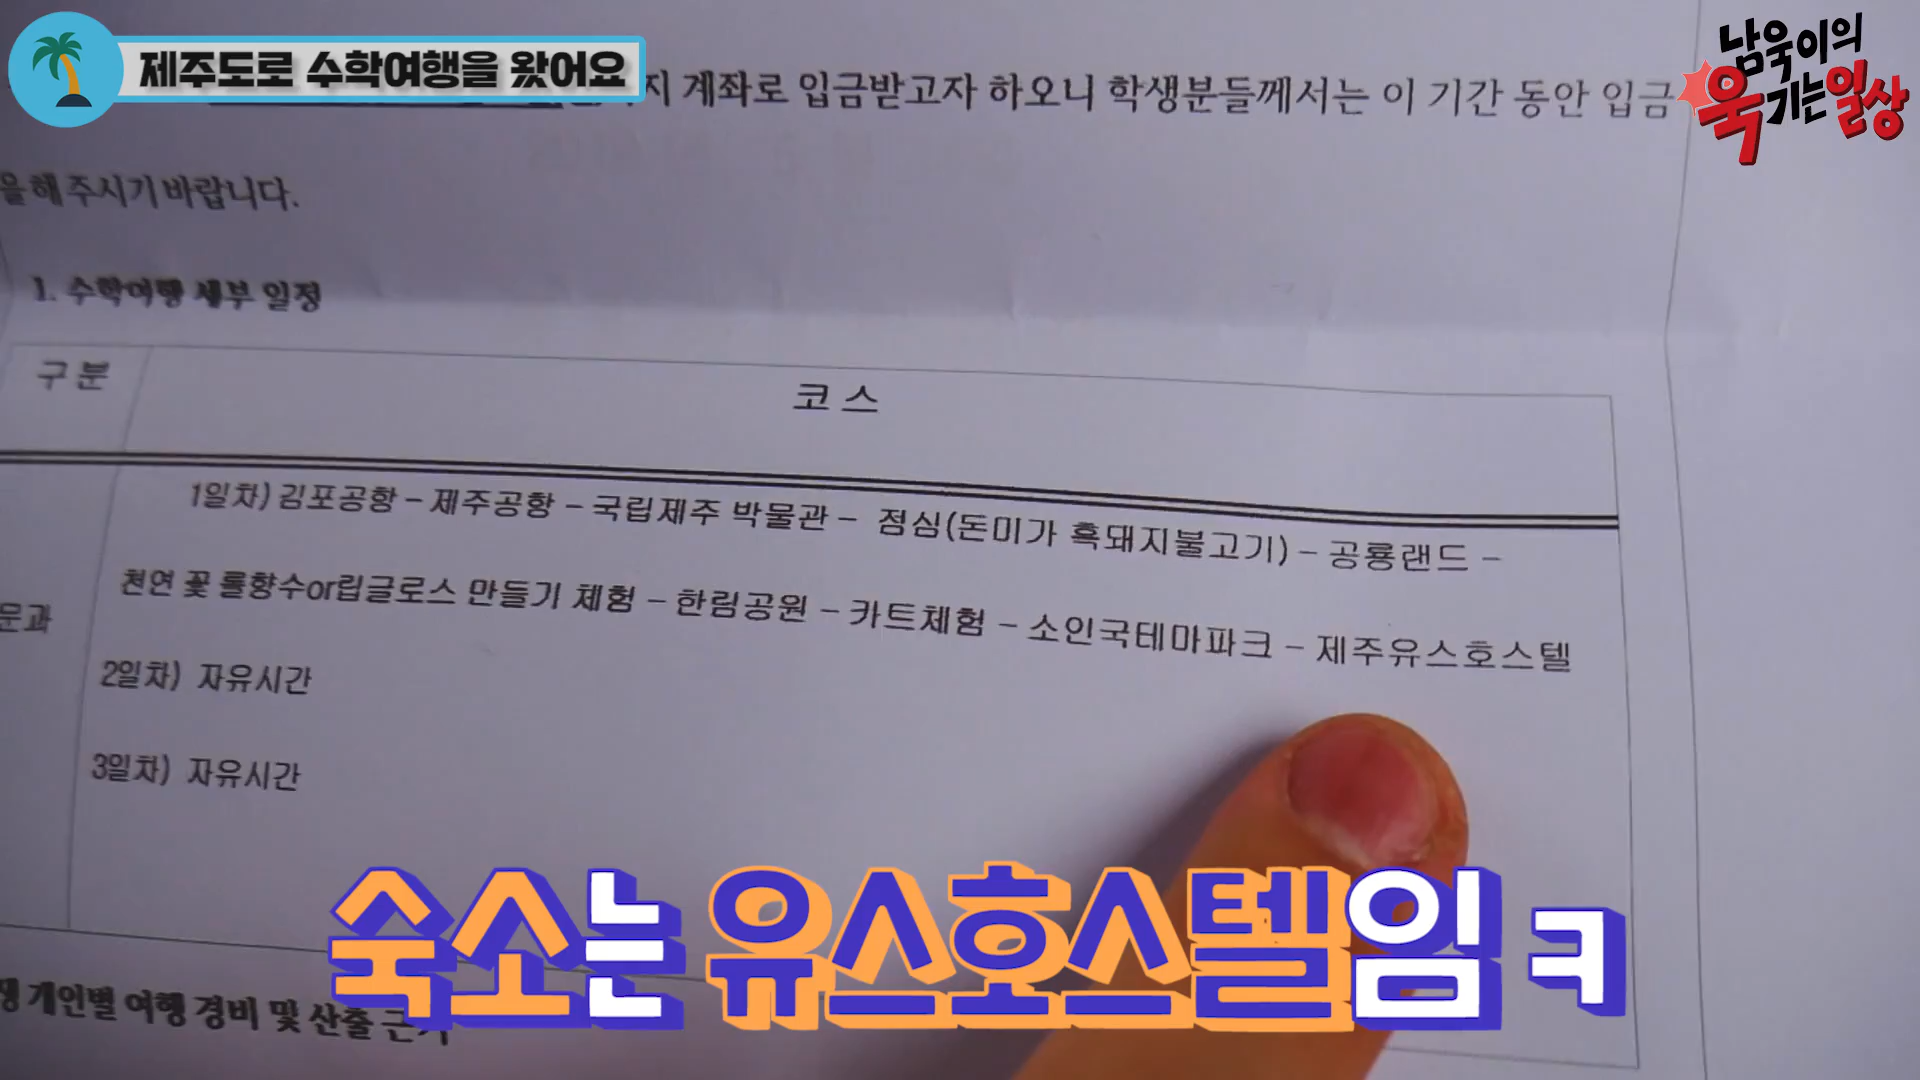 제주도로 수학여행을 왔어요
남욱이의
욱기는일상
지 계좌로 입금받고자 하오니 학생분들께서는 이 기간 동안 입금
을해주시기바랍니다.
1. 수학여행 세부 일정
구분
코스
1일차) 김포공항 – 제주공항 – 국립제주 박물관 – 점심(돈미가 흑돼지불고기) – 공룡랜드 –
천연 꽃 롤향수or립글로스 만들기 체험 – 한림공원 – 카트체험 – 소인국테마파크 – 제주유스호스텔
문과
2일차) 자유시간
3일차) 자유시간
숙소는 유스호스텔임 ㅋ
개인별 여행 경비 및 산출 근거